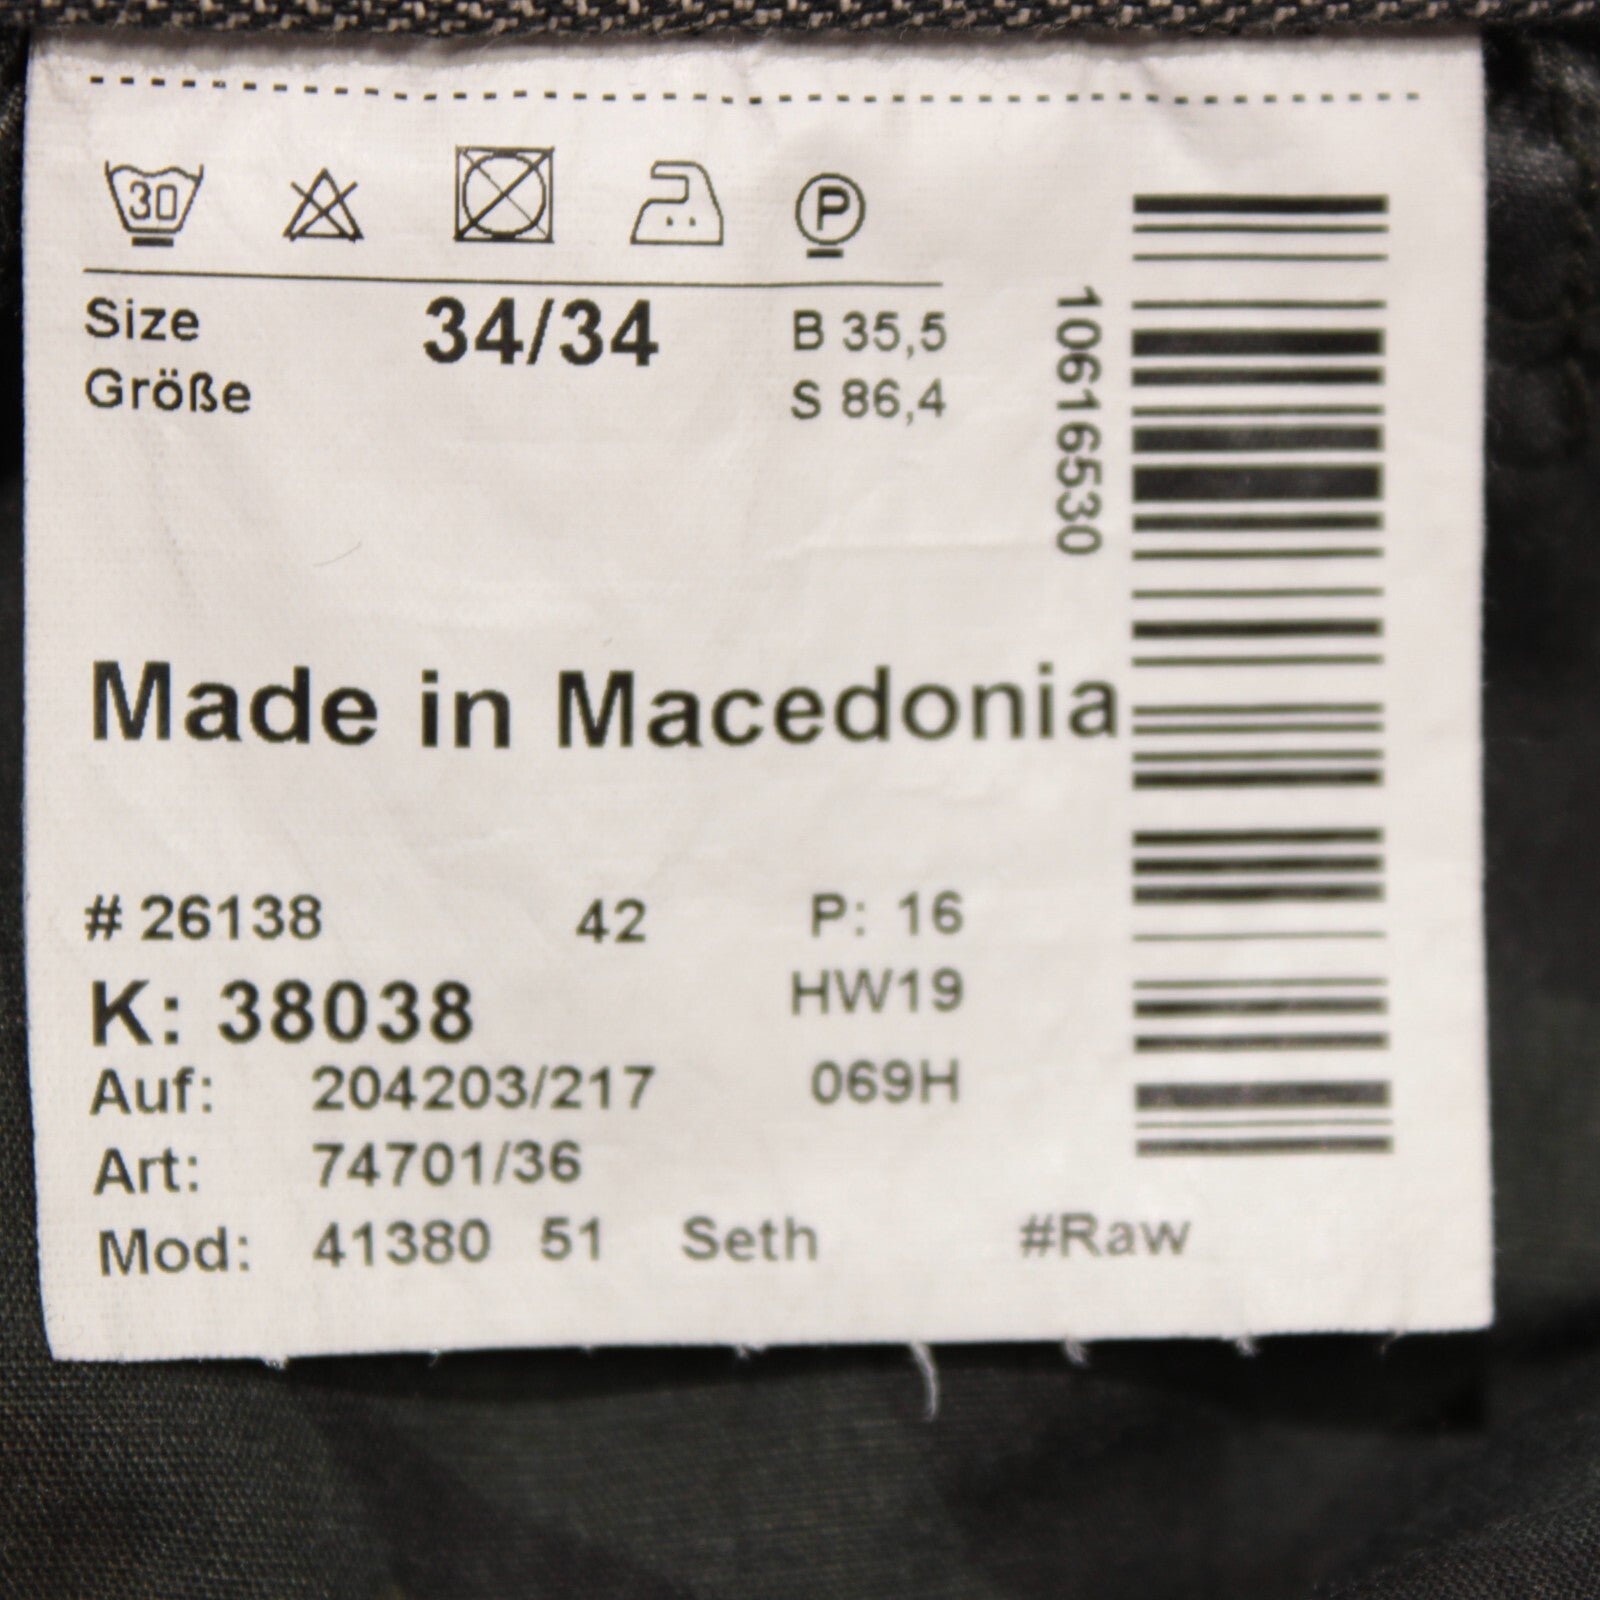 30 P
Size 34/34 B 35,5
Größe S 86,4
10616530
Made in Macedonia
# 26138 42 P: 16
K: 38038 HW19
Auf: 204203/217 069H
Art: 74701/36
Mod: 41380 51 Seth #Raw